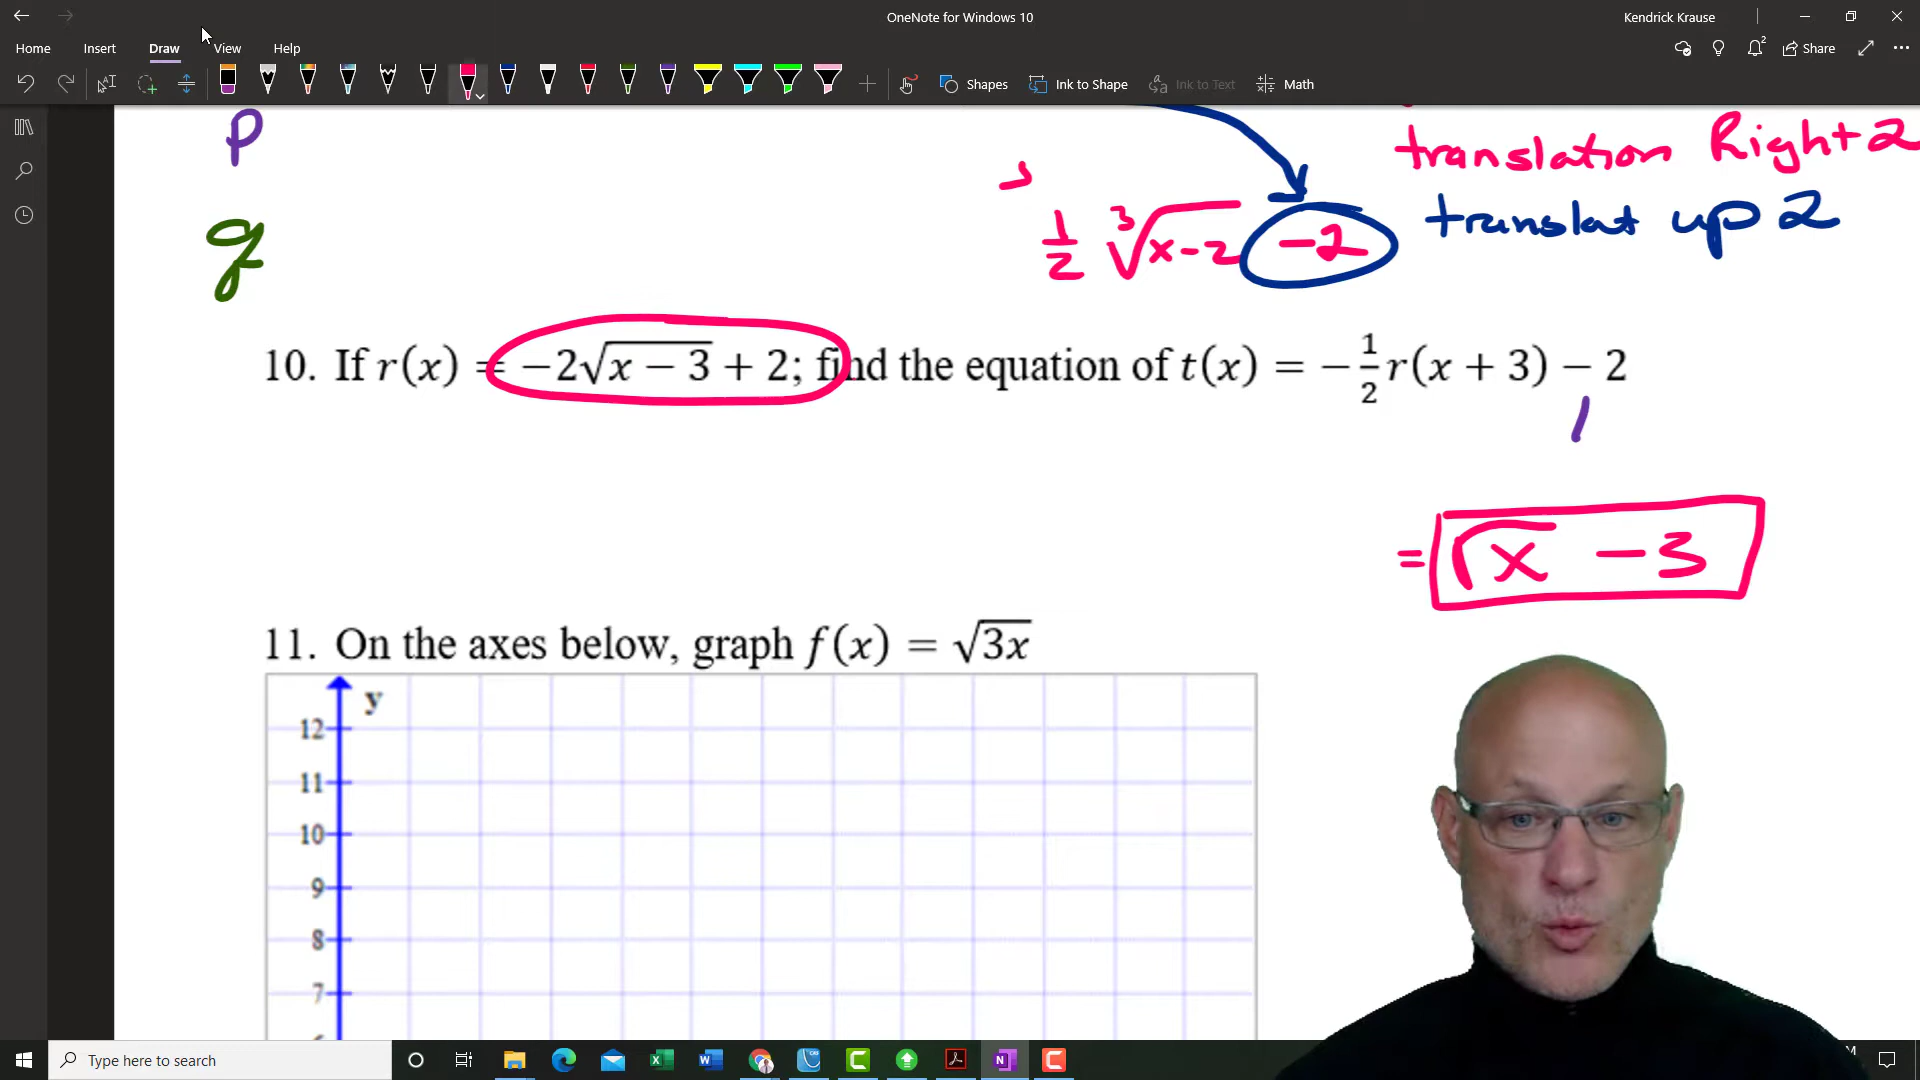 OneNote for Windows 10
Kendrick Krause
Home Insert Draw View Help
Share
Shapes Ink to Shape Ink to Text Math
p
translation Right 2
g
1/2 ∛(x-2) -2
translat up 2
10. If r(x) = −2√(x − 3) + 2; find the equation of t(x) = −1/2 r(x + 3) − 2
= √x - 3
11. On the axes below, graph f(x) = √3x
y
12
11
10
9
8
7
Type here to search